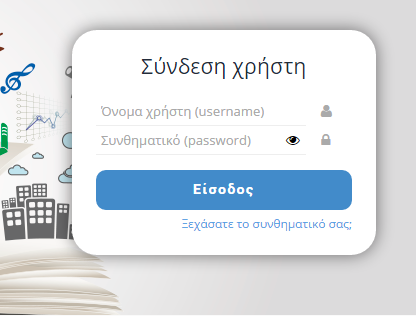 Σύνδεση χρήστη
Όνομα χρήστη (username)
Συνθηματικό (password)
Είσοδος
Ξεχάσατε το συνθηματικό σας;